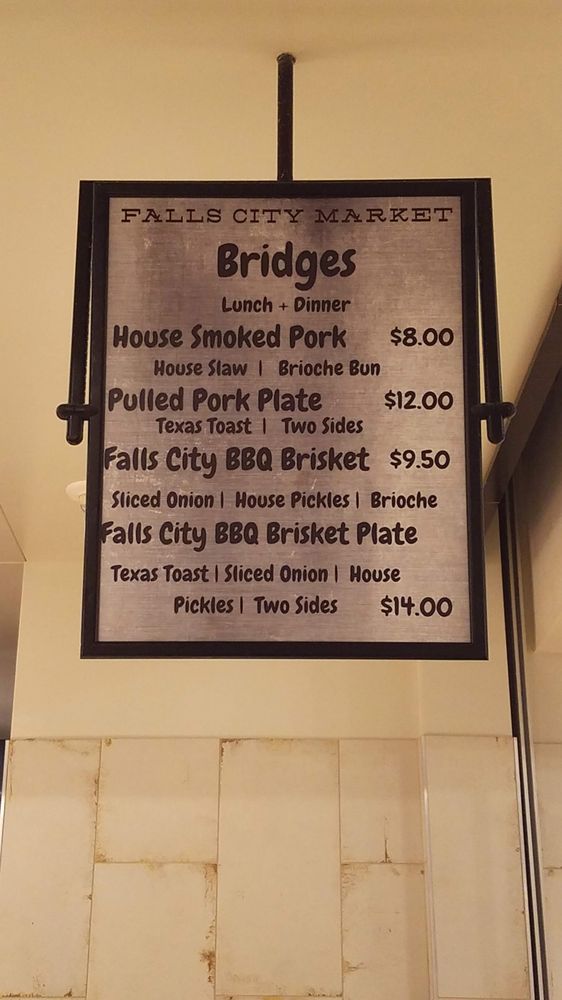 FALLS CITY MARKET
Bridges
Lunch + Dinner
House Smoked Pork $8.00
House Slaw | Brioche Bun
Pulled Pork Plate $12.00
Texas Toast | Two Sides
Falls City BBQ Brisket $9.50
Sliced Onion | House Pickles | Brioche
Falls City BBQ Brisket Plate
Texas Toast | Sliced Onion | House
Pickles | Two Sides $14.00